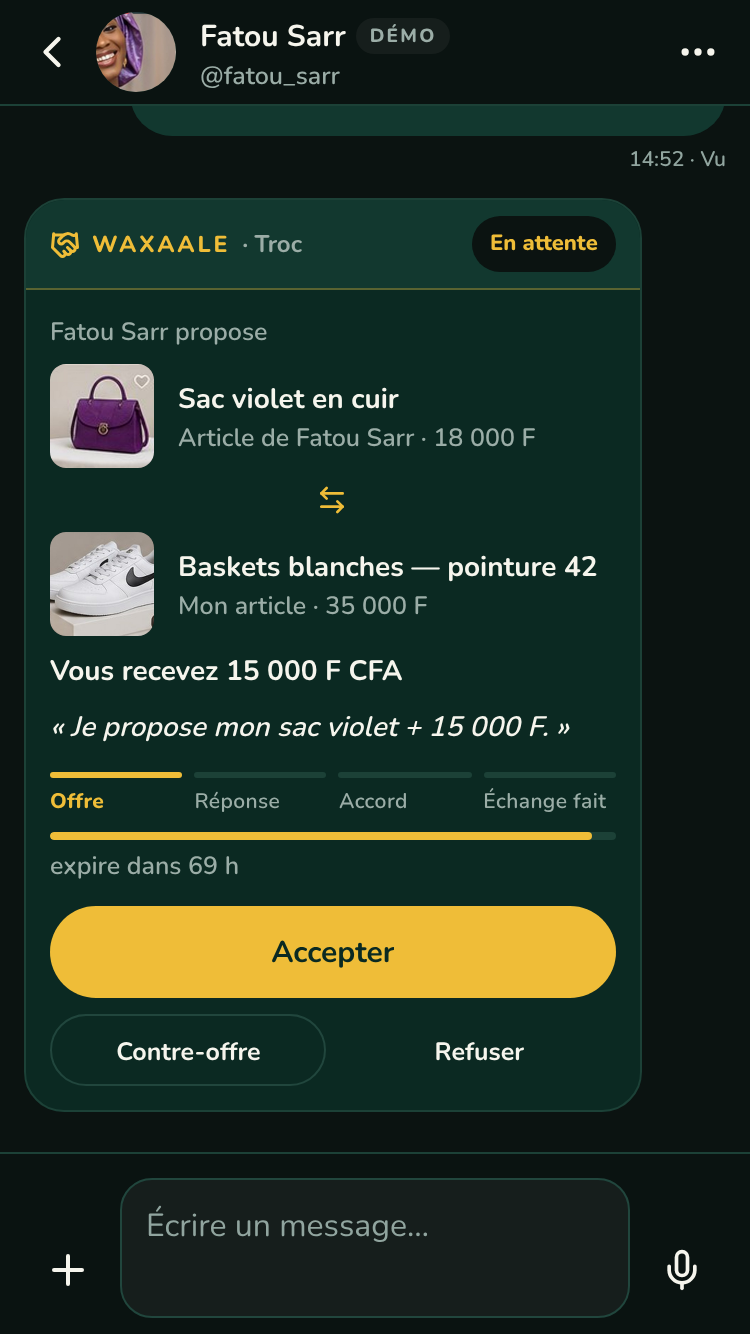 Fatou Sarr DÉMO
@fatou_sarr
14:52 · Vu
WAXAALE · Troc En attente
Fatou Sarr propose
Sac violet en cuir
Article de Fatou Sarr · 18 000 F
Baskets blanches — pointure 42
Mon article · 35 000 F
Vous recevez 15 000 F CFA
« Je propose mon sac violet + 15 000 F. »
Offre Réponse Accord Échange fait
expire dans 69 h
Accepter
Contre-offre Refuser
Écrire un message...